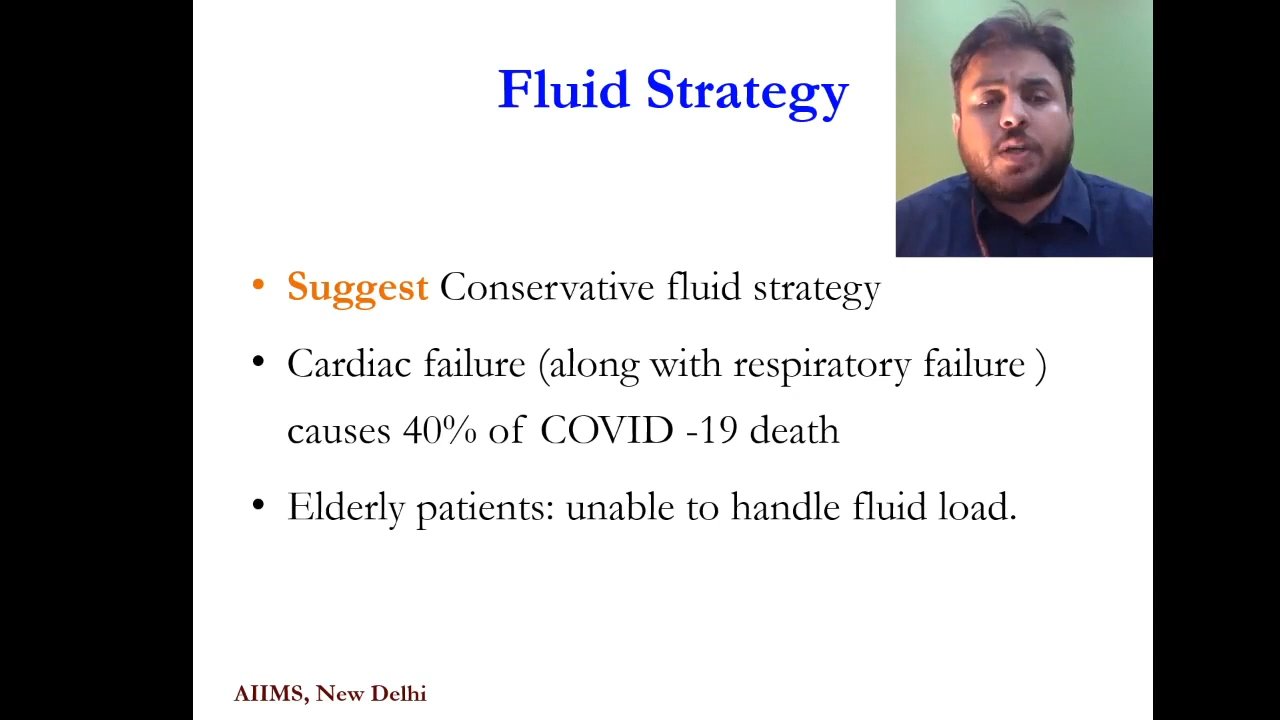 Fluid Strategy
• Suggest Conservative fluid strategy
• Cardiac failure (along with respiratory failure )
causes 40% of COVID -19 death
• Elderly patients: unable to handle fluid load.
AIIMS, New Delhi